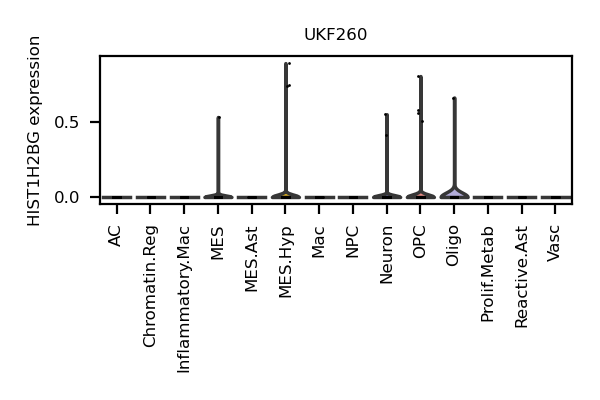 UKF260
HIST1H2BG expression
0.5
0.0
AC
Chromatin.Reg
Inflammatory.Mac
MES
MES.Ast
MES.Hyp
Mac
NPC
Neuron
OPC
Oligo
Prolif.Metab
Reactive.Ast
Vasc